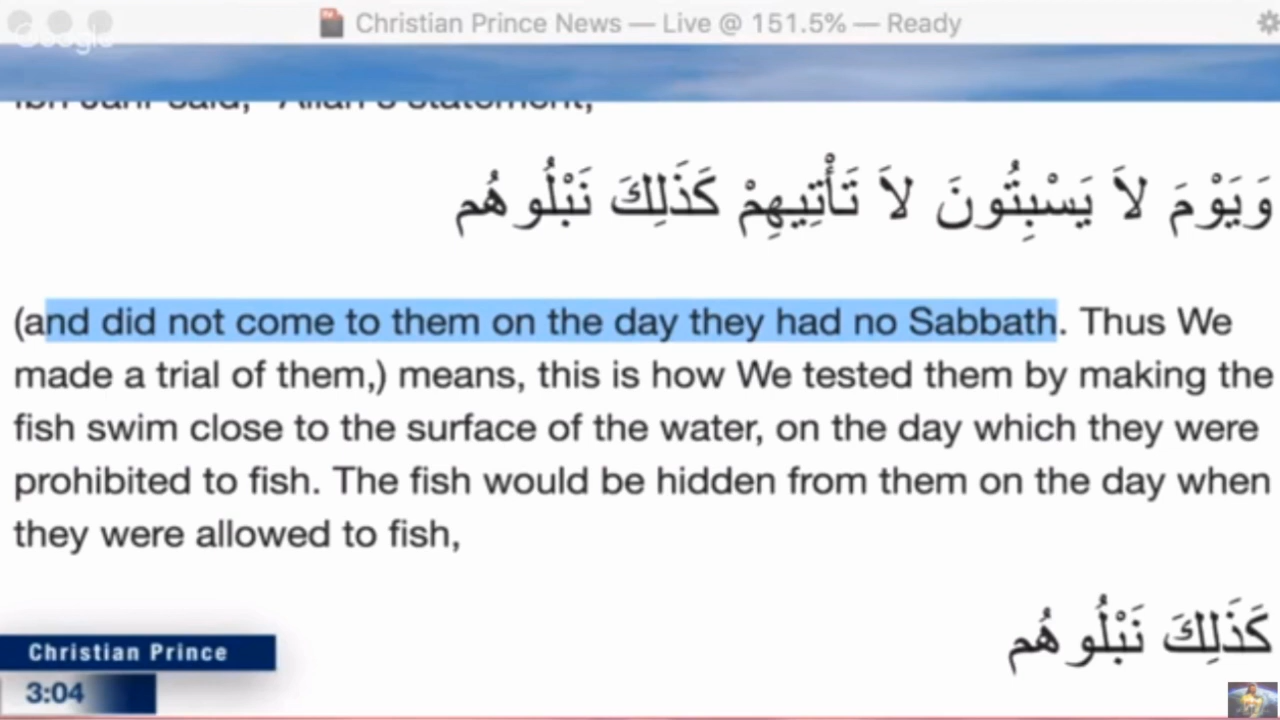 Christian Prince News — Live @ 151.5% — Ready
Google
said, "Allah's statement,
وَيَوْمَ لاَ يَسْبِتُونَ لاَ تَأْتِيهِمْ كَذَلِكَ نَبْلُوهُم
(and did not come to them on the day they had no Sabbath. Thus We
made a trial of them,) means, this is how We tested them by making the
fish swim close to the surface of the water, on the day which they were
prohibited to fish. The fish would be hidden from them on the day when
they were allowed to fish,
كَذَلِكَ نَبْلُوهُم
Christian Prince
3:04